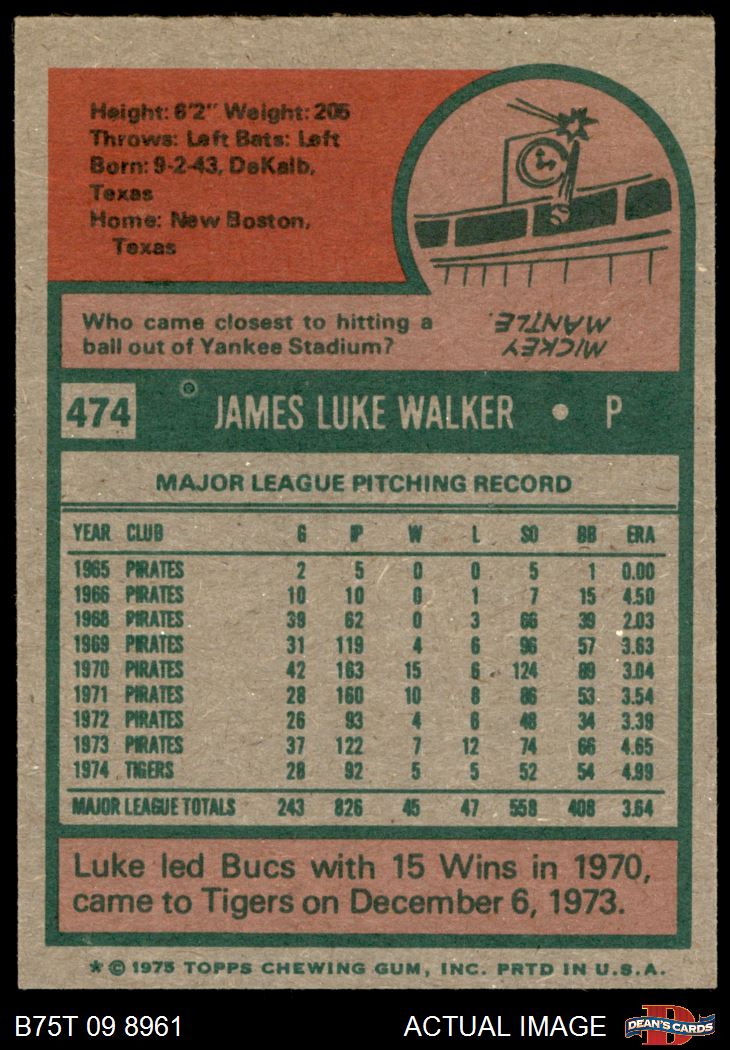 Height: 6'2" Weight: 205
Throws: Left Bats: Left
Born: 9-2-43, DeKalb,
Texas
Home: New Boston,
Texas
Who came closest to hitting a
ball out of Yankee Stadium?
MICKEY
MANTLE.
474 JAMES LUKE WALKER • P
MAJOR LEAGUE PITCHING RECORD
YEAR CLUB G IP W L SO BB ERA
1965 PIRATES 2 5 0 0 5 1 0.00
1966 PIRATES 10 10 0 1 7 15 4.50
1968 PIRATES 39 62 0 3 66 39 2.03
1969 PIRATES 31 119 4 6 96 57 3.63
1970 PIRATES 42 163 15 6 124 89 3.04
1971 PIRATES 28 160 10 8 86 53 3.54
1972 PIRATES 26 93 4 6 48 34 3.39
1973 PIRATES 37 122 7 12 74 66 4.65
1974 TIGERS 28 92 5 5 52 54 4.99
MAJOR LEAGUE TOTALS 243 826 45 47 558 408 3.64
Luke led Bucs with 15 Wins in 1970,
came to Tigers on December 6, 1973.
* © 1975 TOPPS CHEWING GUM, INC. PRTD IN U.S.A.
B75T 09 8961 ACTUAL IMAGE D DEAN'S CARDS